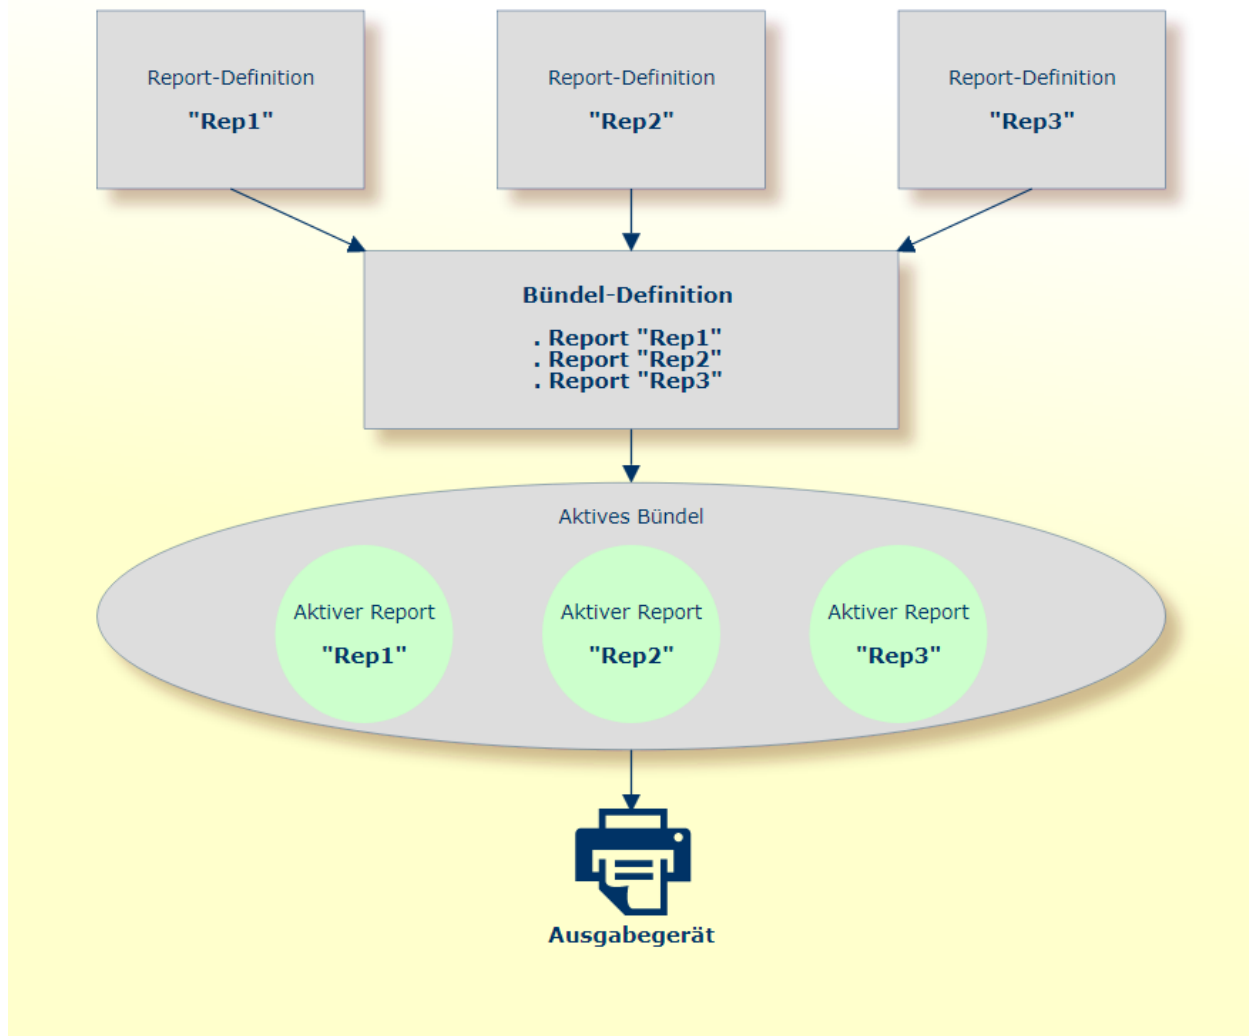 Report-Definition
"Rep1"
Report-Definition
"Rep2"
Report-Definition
"Rep3"
Bündel-Definition
. Report "Rep1"
. Report "Rep2"
. Report "Rep3"
Aktives Bündel
Aktiver Report
"Rep1"
Aktiver Report
"Rep2"
Aktiver Report
"Rep3"
Ausgabegerät